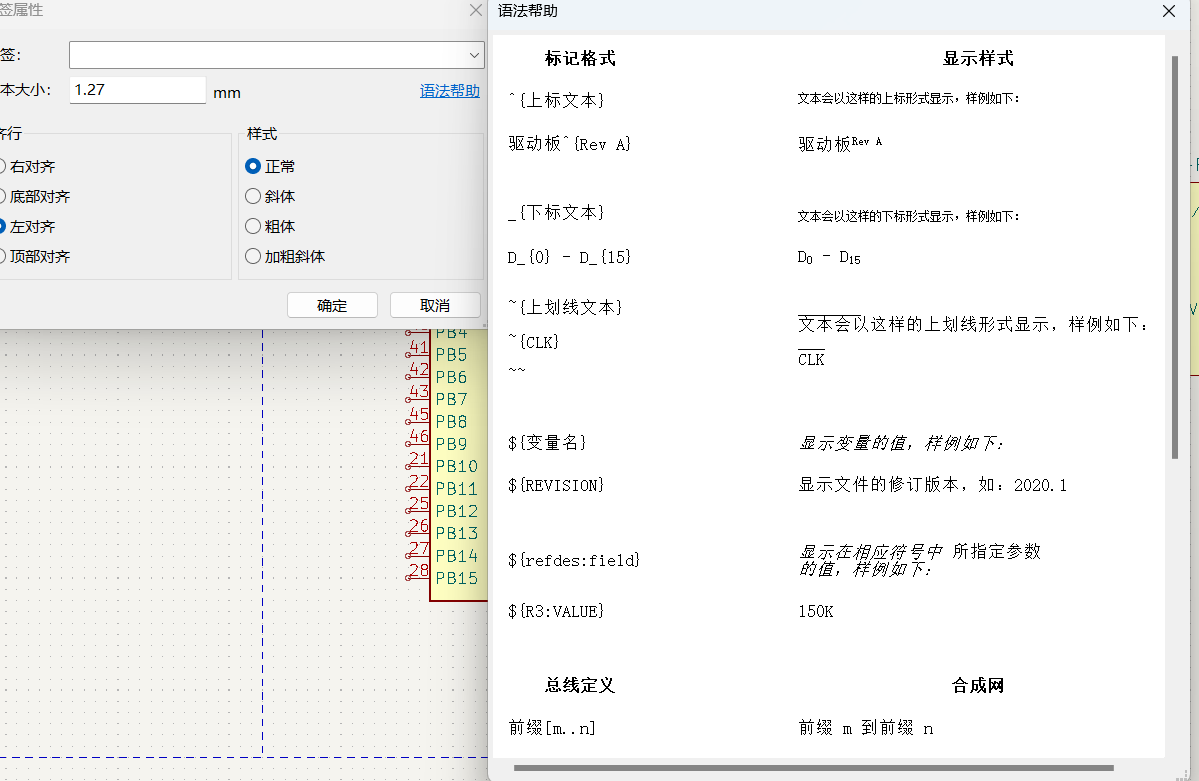 签属性
签:
本大小:
1.27
mm
语法帮助
齐行
右对齐
底部对齐
左对齐
顶部对齐
样式
正常
斜体
粗体
加粗斜体
确定
取消
PB4
41
PB5
42
PB6
43
PB7
45
PB8
46
PB9
21
PB10
22
PB11
25
PB12
26
PB13
27
PB14
28
PB15
语法帮助
标记格式
显示样式
^{上标文本}
文本会以这样的上标形式显示，样例如下：
驱动板^{Rev A}
驱动板Rev A
_{下标文本}
文本会以这样的下标形式显示，样例如下：
D_{0} - D_{15}
D0 - D15
~{上划线文本}
文本会以这样的上划线形式显示，样例如下：
~{CLK}
CLK
~~
${变量名}
显示变量的值，样例如下：
${REVISION}
显示文件的修订版本，如：2020.1
${refdes:field}
显示在相应符号中 所指定参数
的值，样例如下：
${R3:VALUE}
150K
总线定义
合成网
前缀[m..n]
前缀 m 到前缀 n